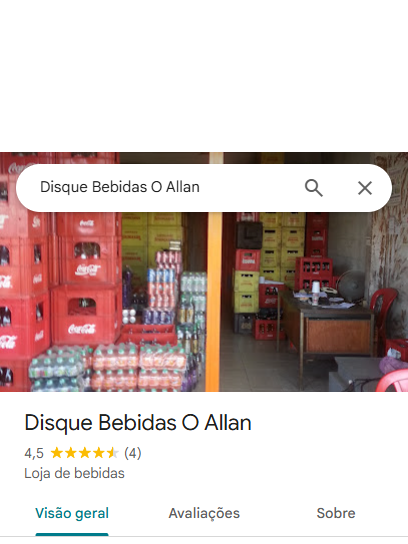 Disque Bebidas O Allan
Coca-Cola
Coca-Cola
Coca-Cola
Disque Bebidas O Allan
4,5 (4)
Loja de bebidas
Visão geral Avaliações Sobre